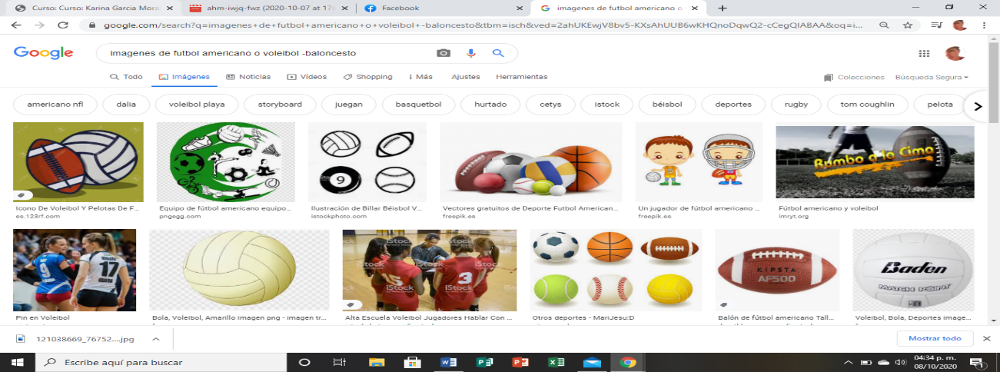 Curso: Curso: Karina Garcia Mora
ahm-iwjq-fwz (2020-10-07 at 17:
Facebook
imagenes de futbol americano o
google.com/search?q=imagenes+de+futbol+americano+o+voleibol+-baloncesto&tbm=isch&ved=2ahUKEwjV8bv5-KXsAhUUB6wKHQnoDqwQ2-cCegQIABAA&oq=i...
Google
imagenes de futbol americano o voleibol -baloncesto
Todo Imágenes Noticias Vídeos Shopping Más Ajustes Herramientas Colecciones Búsqueda Segura
americano nfl dalia voleibol playa storyboard juegan basquetbol hurtado cetys istock béisbol deportes rugby tom coughlin pelota
9
Rumbo a la Cima
Icono De Voleibol Y Pelotas De F...
es.123rf.com
Equipo de fútbol americano equipo...
pngegg.com
Ilustración de Billar Béisbol V...
istockphoto.com
Vectores gratuitos de Deporte Futbol American...
freepik.es
Un jugador de fútbol americano ...
freepik.es
Fútbol americano y voleibol
lmryt.org
9
17
iStock
15
3
KIPSTA
AF500
Baden
MATCH POINT
Pin en Voleibol
Bola, Voleibol, Amarillo imagen png - imagen tr...
Alta Escuela Voleibol Jugadores Hablar Con ...
Otros deportes - MariJesu:D
Balón de fútbol americano Tall...
Voleibol, Bola, Deportes image...
121038669_76752....jpg
Mostrar todo
Escribe aquí para buscar
04:34 p. m.
08/10/2020